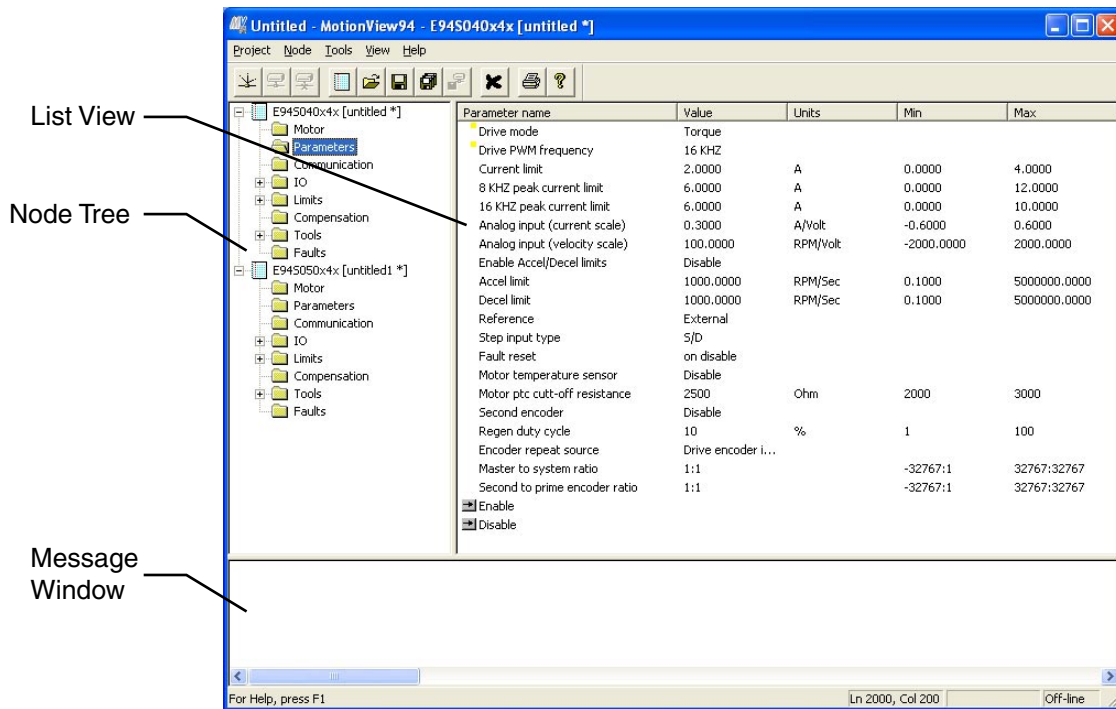 Untitled - MotionView94 - E94S040x4x [untitled *]
Project Node Tools View Help
List View
Node Tree
Message
Window
E94S040x4x [untitled *]
Motor
Parameters
Communication
IO
Limits
Compensation
Tools
Faults
E94S050x4x [untitled1 *]
Motor
Parameters
Communication
IO
Limits
Compensation
Tools
Faults
Parameter name Value Units Min Max
Drive mode Torque
Drive PWM frequency 16 KHZ
Current limit 2.0000 A 0.0000 4.0000
8 KHZ peak current limit 6.0000 A 0.0000 12.0000
16 KHZ peak current limit 6.0000 A 0.0000 10.0000
Analog input (current scale) 0.3000 A/Volt -0.6000 0.6000
Analog input (velocity scale) 100.0000 RPM/Volt -2000.0000 2000.0000
Enable Accel/Decel limits Disable
Accel limit 1000.0000 RPM/Sec 0.1000 5000000.0000
Decel limit 1000.0000 RPM/Sec 0.1000 5000000.0000
Reference External
Step input type S/D
Fault reset on disable
Motor temperature sensor Disable
Motor ptc cutt-off resistance 2500 Ohm 2000 3000
Second encoder Disable
Regen duty cycle 10 % 1 100
Encoder repeat source Drive encoder i...
Master to system ratio 1:1 -32767:1 32767:32767
Second to prime encoder ratio 1:1 -32767:1 32767:32767
Enable
Disable
For Help, press F1 Ln 2000, Col 200 Off-line